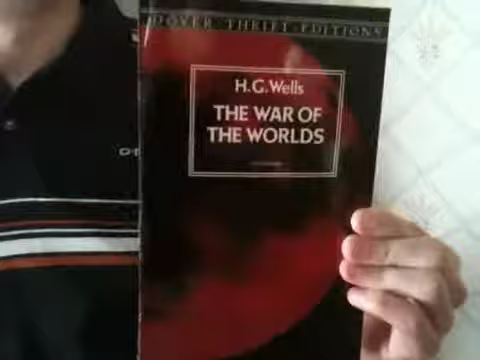 DOVER · THRIFT · EDITIONS
H.G.Wells
THE WAR OF
THE WORLDS